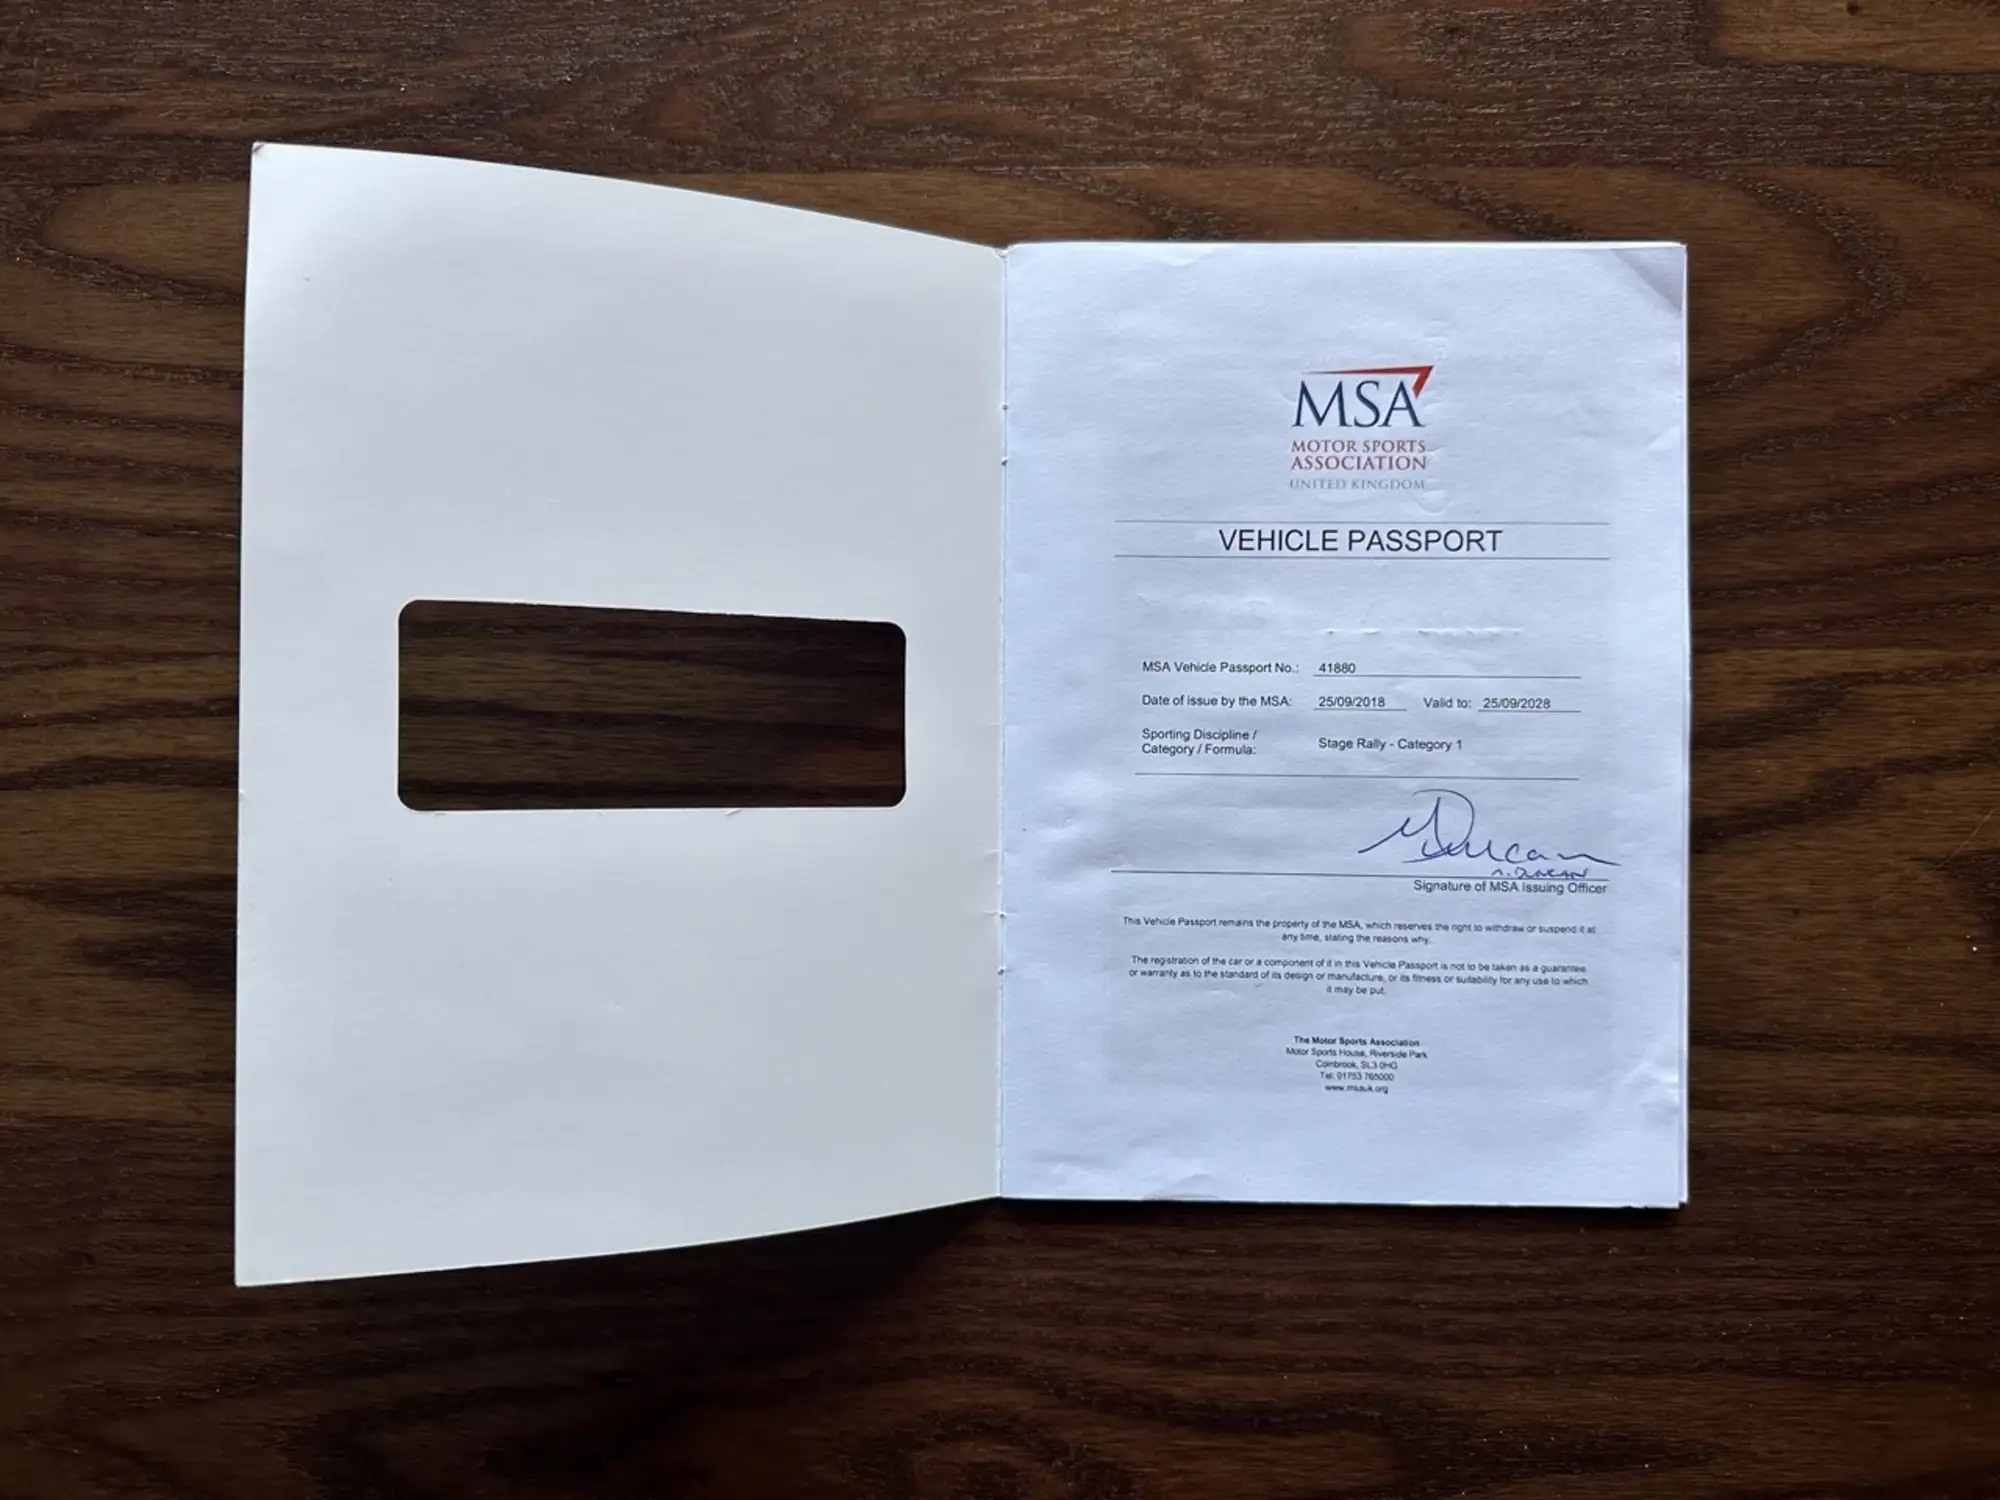 MSA
MOTOR SPORTS
ASSOCIATION
UNITED KINGDOM
VEHICLE PASSPORT
MSA Vehicle Passport No.: 41880
Date of issue by the MSA: 25/09/2018 Valid to: 25/09/2028
Sporting Discipline /
Category / Formula: Stage Rally - Category 1
M Duncan
M. DUNCAN
Signature of MSA Issuing Officer
This Vehicle Passport remains the property of the MSA, which reserves the right to withdraw or suspend it at
any time, stating the reasons why.
The registration of the car or a component of it in this Vehicle Passport is not to be taken as a guarantee
or warranty as to the standard of its design or manufacture, or its fitness or suitability for any use to which
it may be put.
The Motor Sports Association
Motor Sports House, Riverside Park
Colnbrook, SL3 0HG
Tel: 01753 765000
www.msauk.org